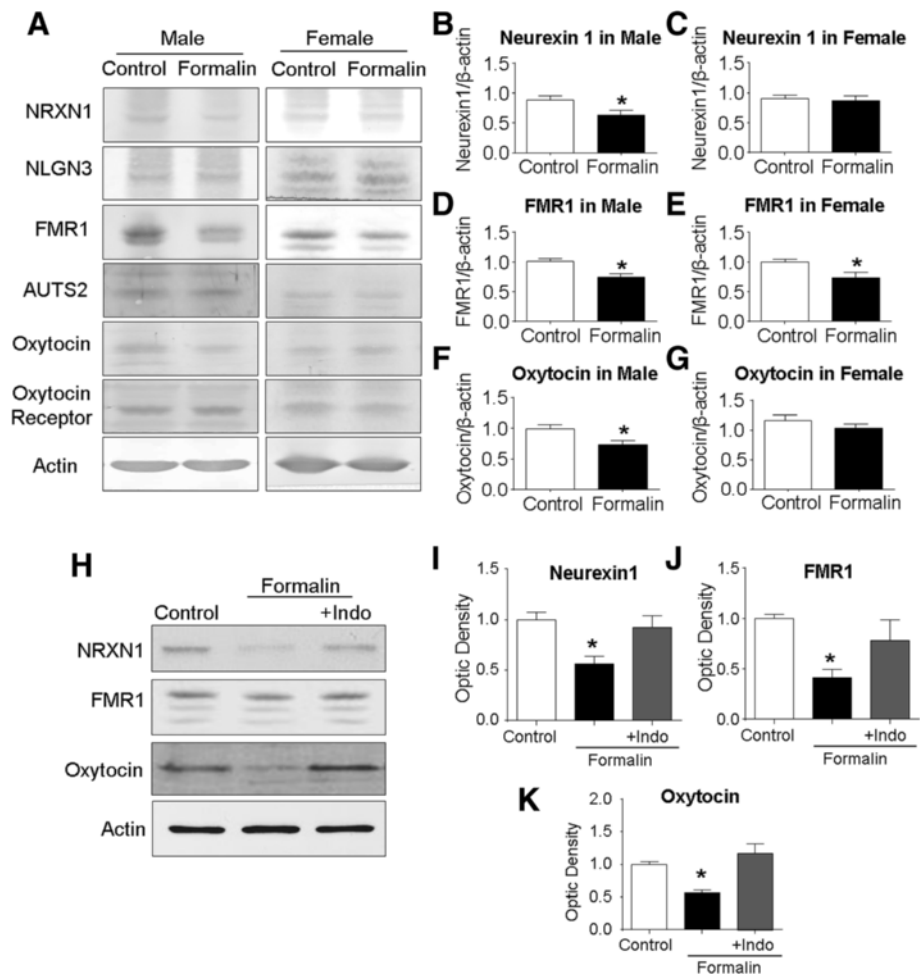 A
Male Female
Control Formalin Control Formalin
NRXN1
NLGN3
FMR1
AUTS2
Oxytocin
Oxytocin
Receptor
Actin
B
Neurexin 1 in Male
Neurexin1/β-actin
1.5
1.0
0.5
0.0
*
Control Formalin
C
Neurexin 1 in Female
Neurexin1/β-actin
1.5
1.0
0.5
0.0
Control Formalin
D
FMR1 in Male
FMR1/β-actin
1.5
1.0
0.5
0.0
*
Control Formalin
E
FMR1 in Female
FMR1/β-actin
1.5
1.0
0.5
0.0
*
Control Formalin
F
Oxytocin in Male
Oxytocin/β-actin
1.5
1.0
0.5
0.0
*
Control Formalin
G
Oxytocin in Female
Oxytocin/β-actin
1.5
1.0
0.5
0.0
Control Formalin
H
Formalin
Control +Indo
NRXN1
FMR1
Oxytocin
Actin
I
Neurexin1
Optic Density
1.5
1.0
0.5
0.0
*
Control +Indo
Formalin
J
FMR1
Optic Density
1.5
1.0
0.5
0.0
*
Control +Indo
Formalin
K
Oxytocin
Optic Density
2.0
1.5
1.0
0.5
0.0
*
Control +Indo
Formalin